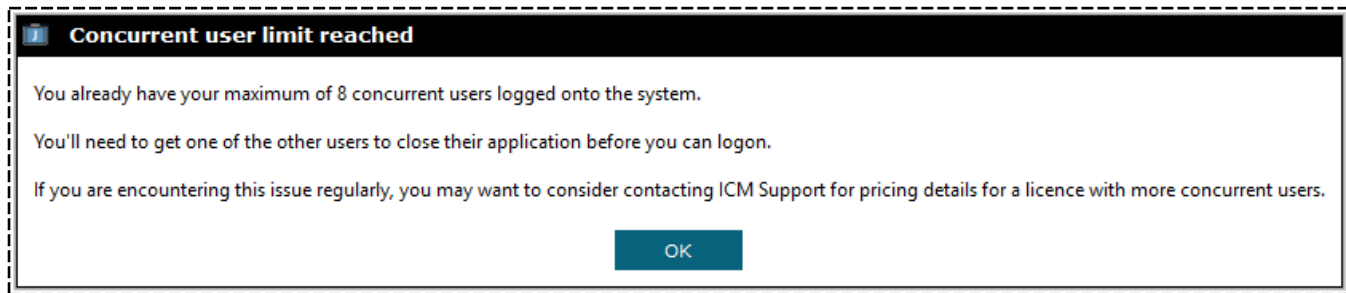 Concurrent user limit reached
You already have your maximum of 8 concurrent users logged onto the system.
You'll need to get one of the other users to close their application before you can logon.
If you are encountering this issue regularly, you may want to consider contacting ICM Support for pricing details for a licence with more concurrent users.
OK